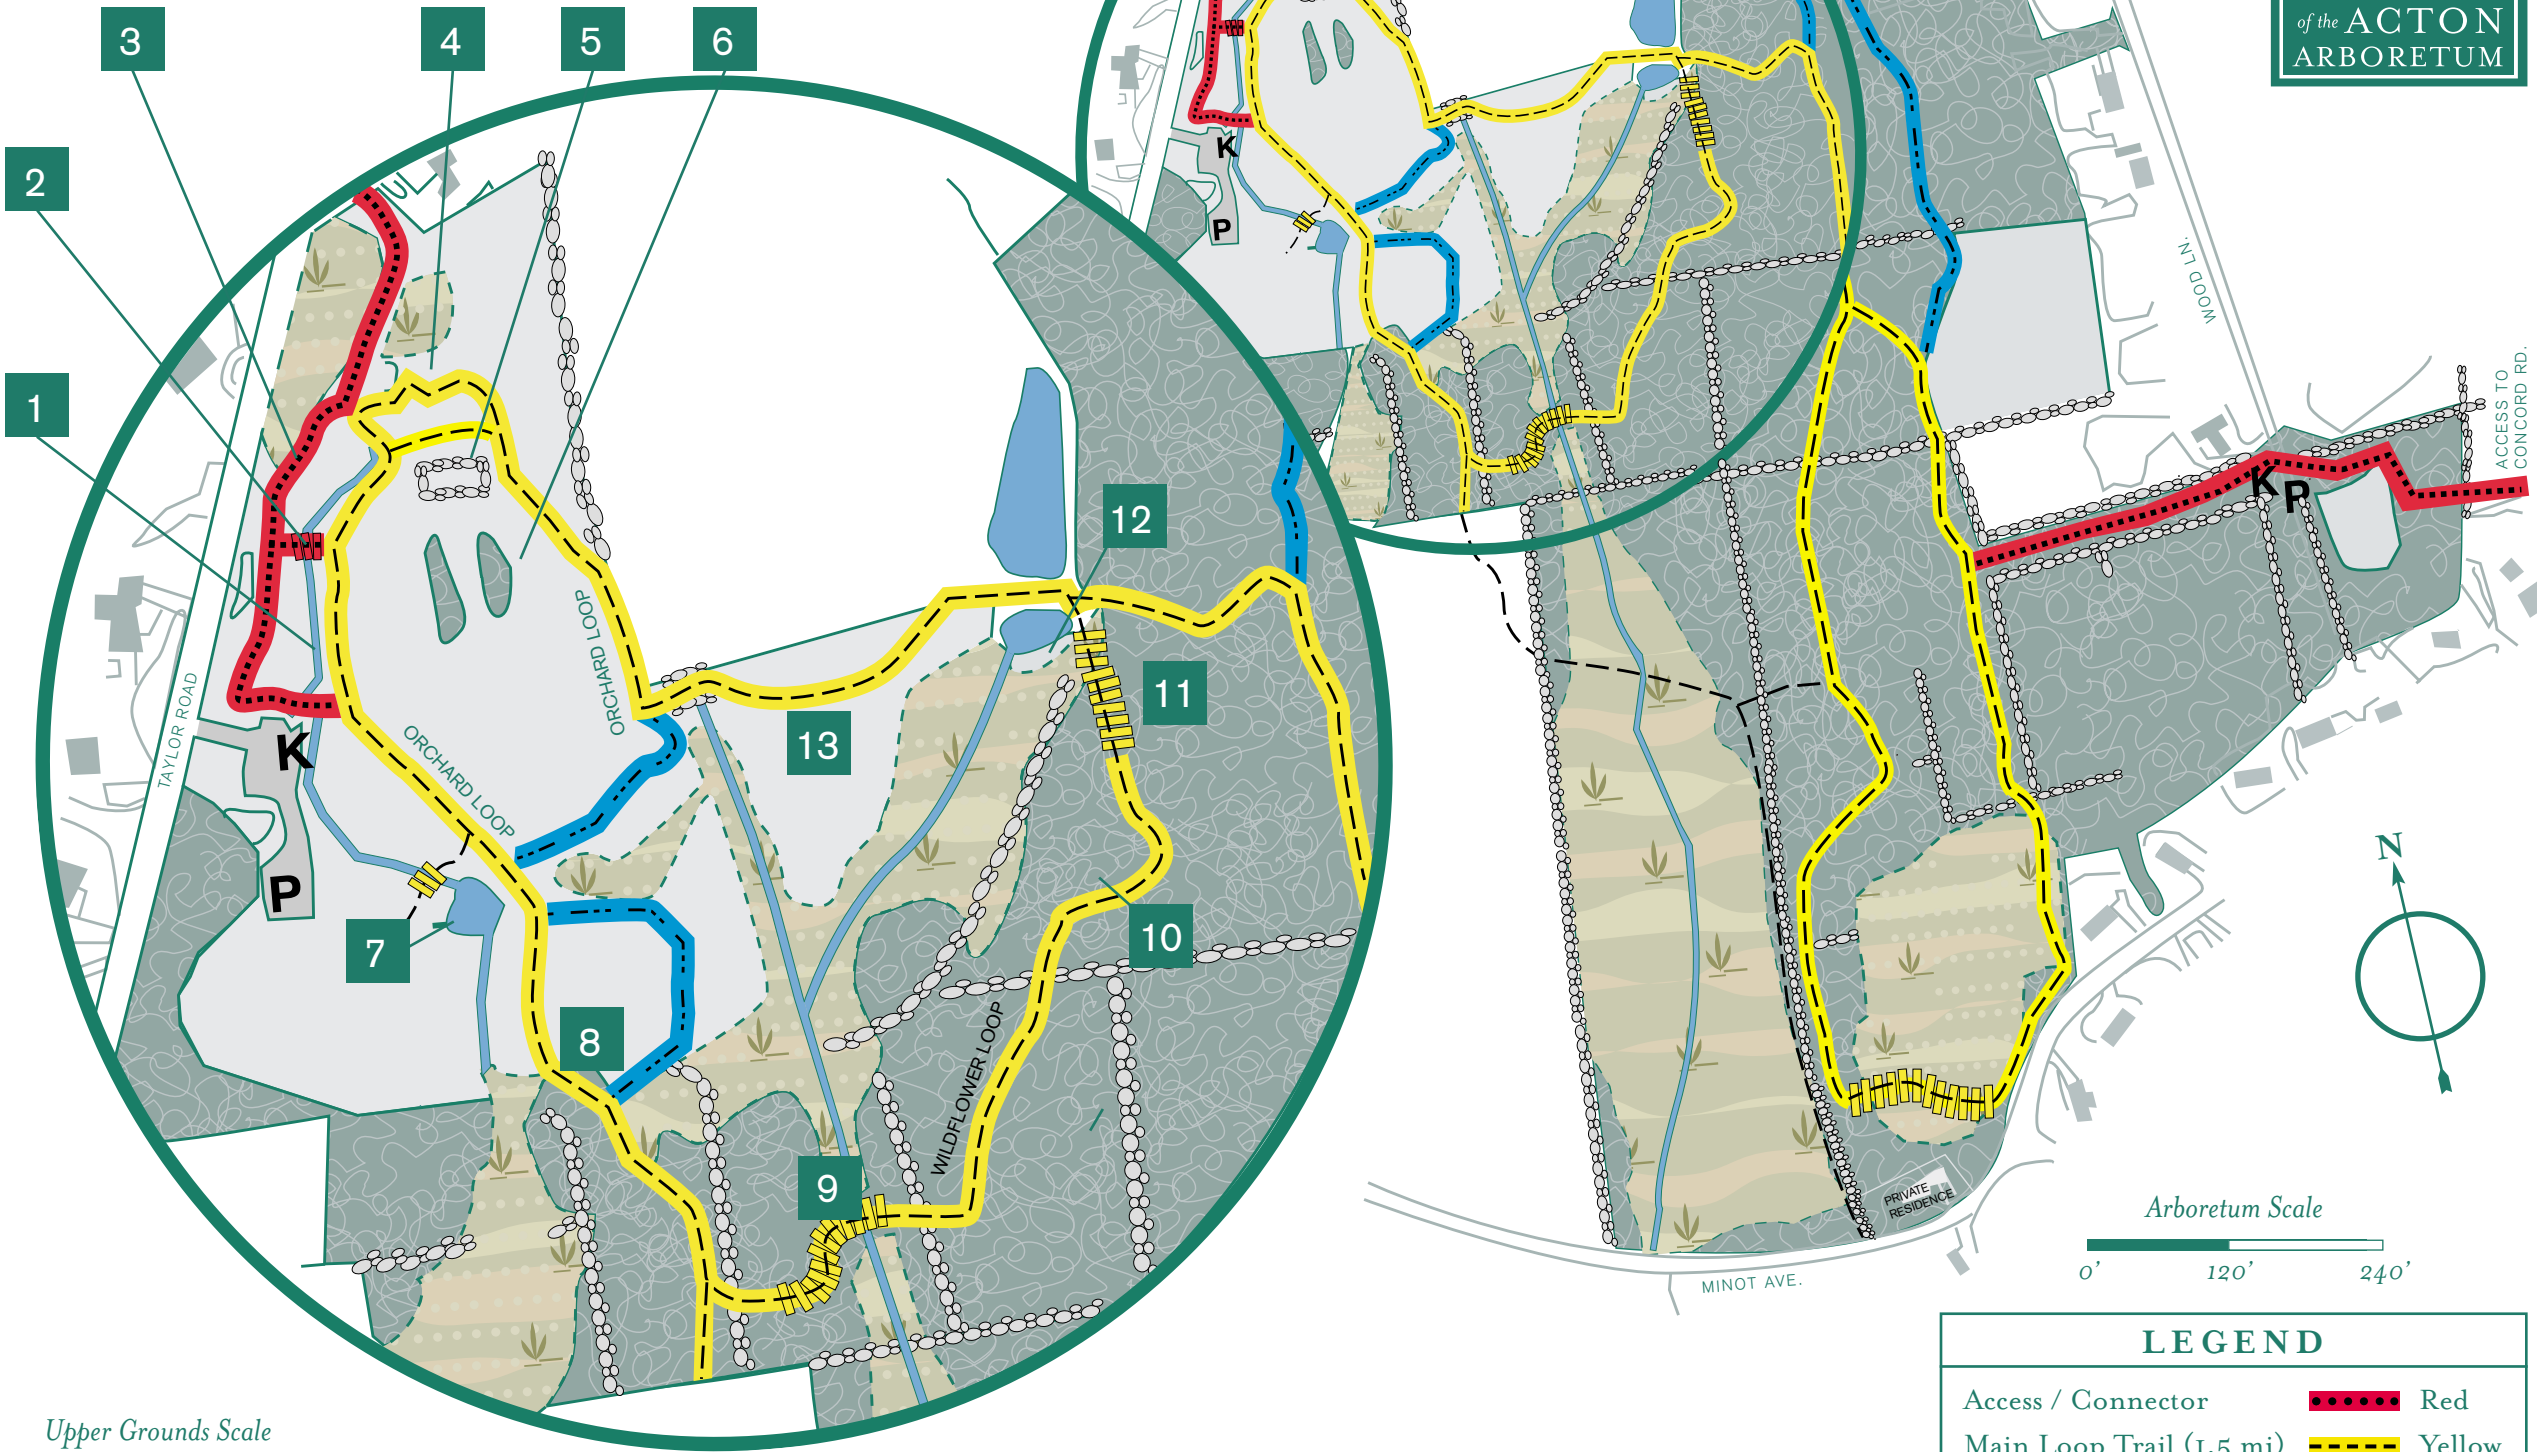 3
4
5
6
of the ACTON
ARBORETUM
2
1
K
P
12
11
13
10
7
8
9
K
P
TAYLOR ROAD
ORCHARD LOOP
ORCHARD LOOP
WILDFLOWER LOOP
WOOD LN.
ACCESS TO
CONCORD RD.
K
P
N
PRIVATE
RESIDENCE
MINOT AVE.
Arboretum Scale
0' 120' 240'
LEGEND
Access / Connector Red
Main Loop Trail (1.5 mi) Yellow
Upper Grounds Scale